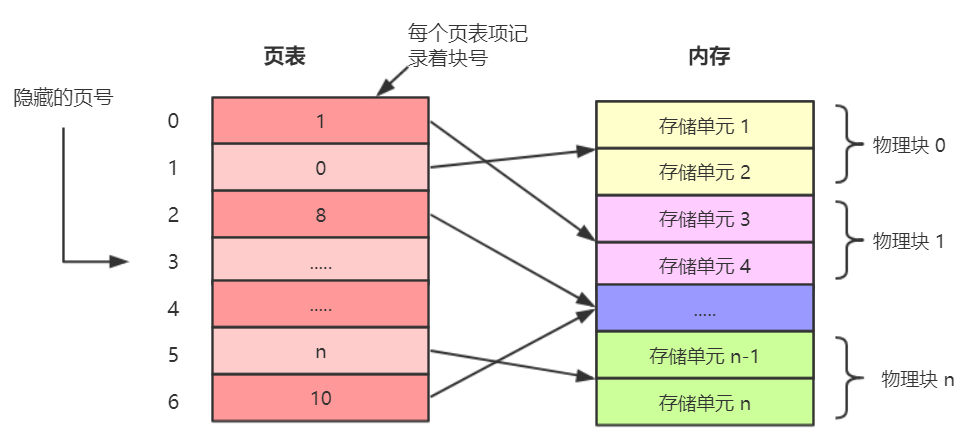 每个页表项记
录着块号
页表
内存
隐藏的页号
0
1
存储单元 1
物理块 0
1
0
存储单元 2
2
8
存储单元 3
物理块 1
3
.....
存储单元 4
4
.....
.....
5
n
存储单元 n-1
物理块 n
6
10
存储单元 n